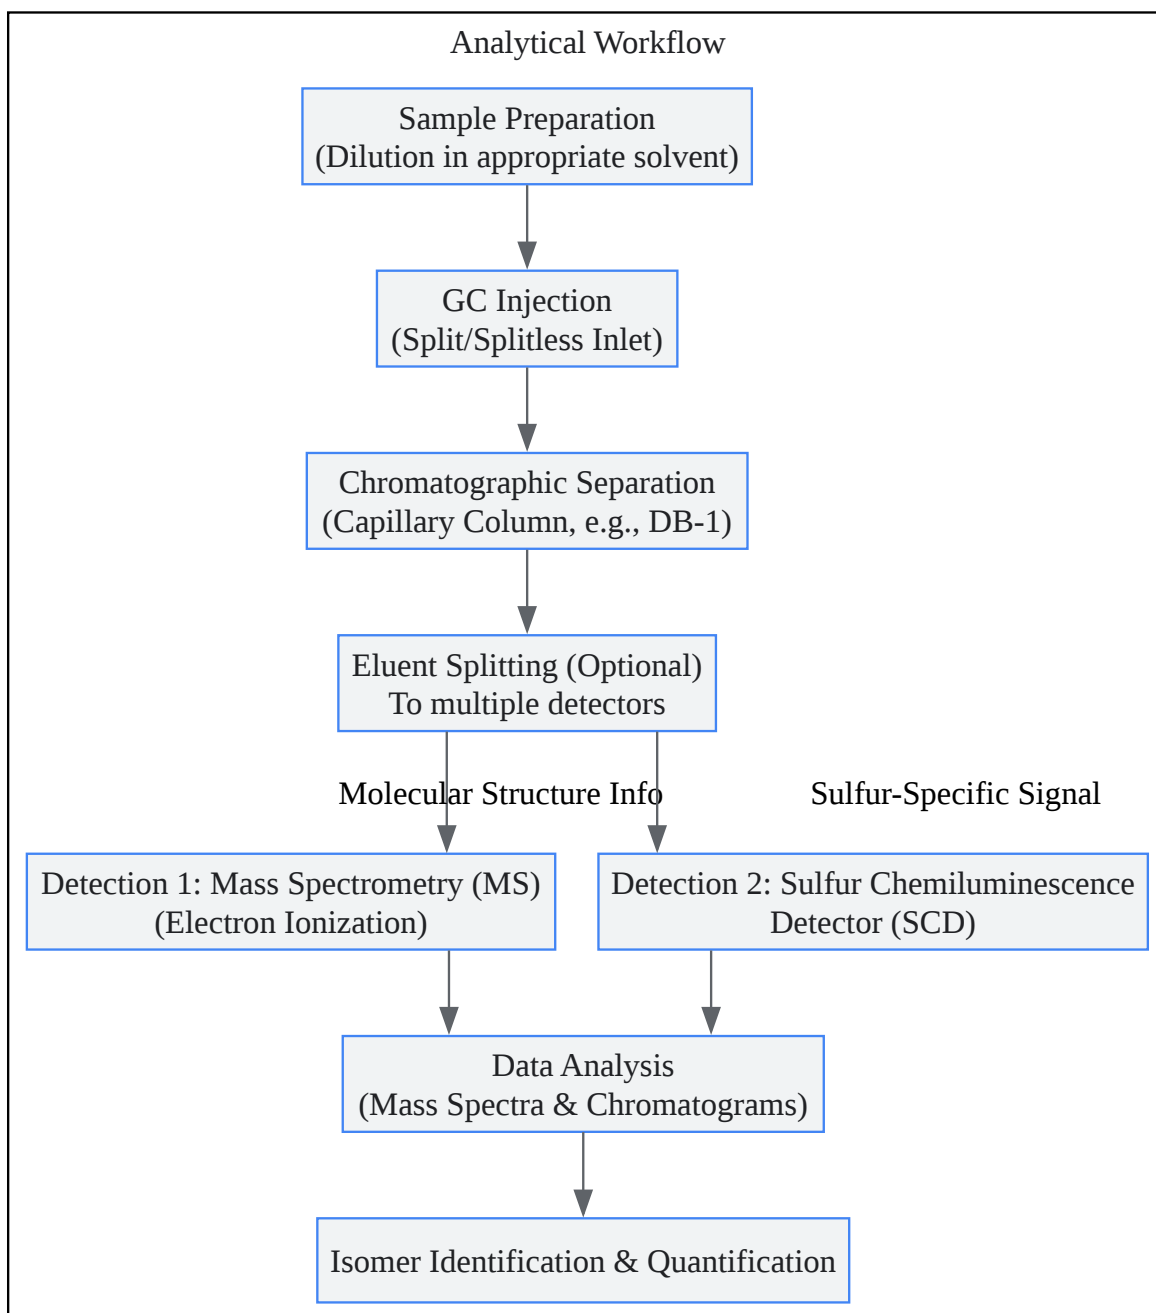 Analytical Workflow
Sample Preparation
(Dilution in appropriate solvent)
GC Injection
(Split/Splitless Inlet)
Chromatographic Separation
(Capillary Column, e.g., DB-1)
Eluent Splitting (Optional)
To multiple detectors
Molecular Structure Info
Sulfur-Specific Signal
Detection 1: Mass Spectrometry (MS)
(Electron Ionization)
Detection 2: Sulfur Chemiluminescence
Detector (SCD)
Data Analysis
(Mass Spectra & Chromatograms)
Isomer Identification & Quantification